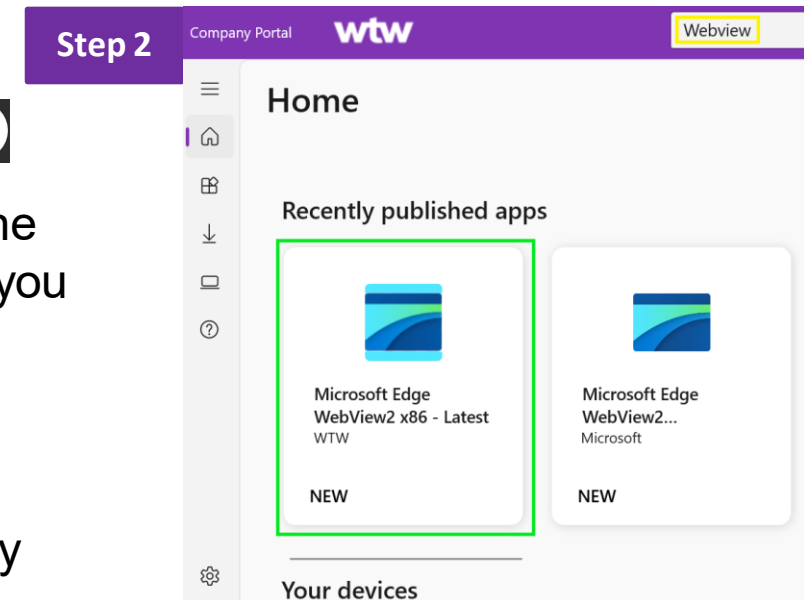 Step 2
Company Portal
wtw
Webview
Home
you
Recently published apps
Microsoft Edge
WebView2 x86 - Latest
WTW
NEW
Microsoft Edge
WebView2...
Microsoft
NEW
Your devices